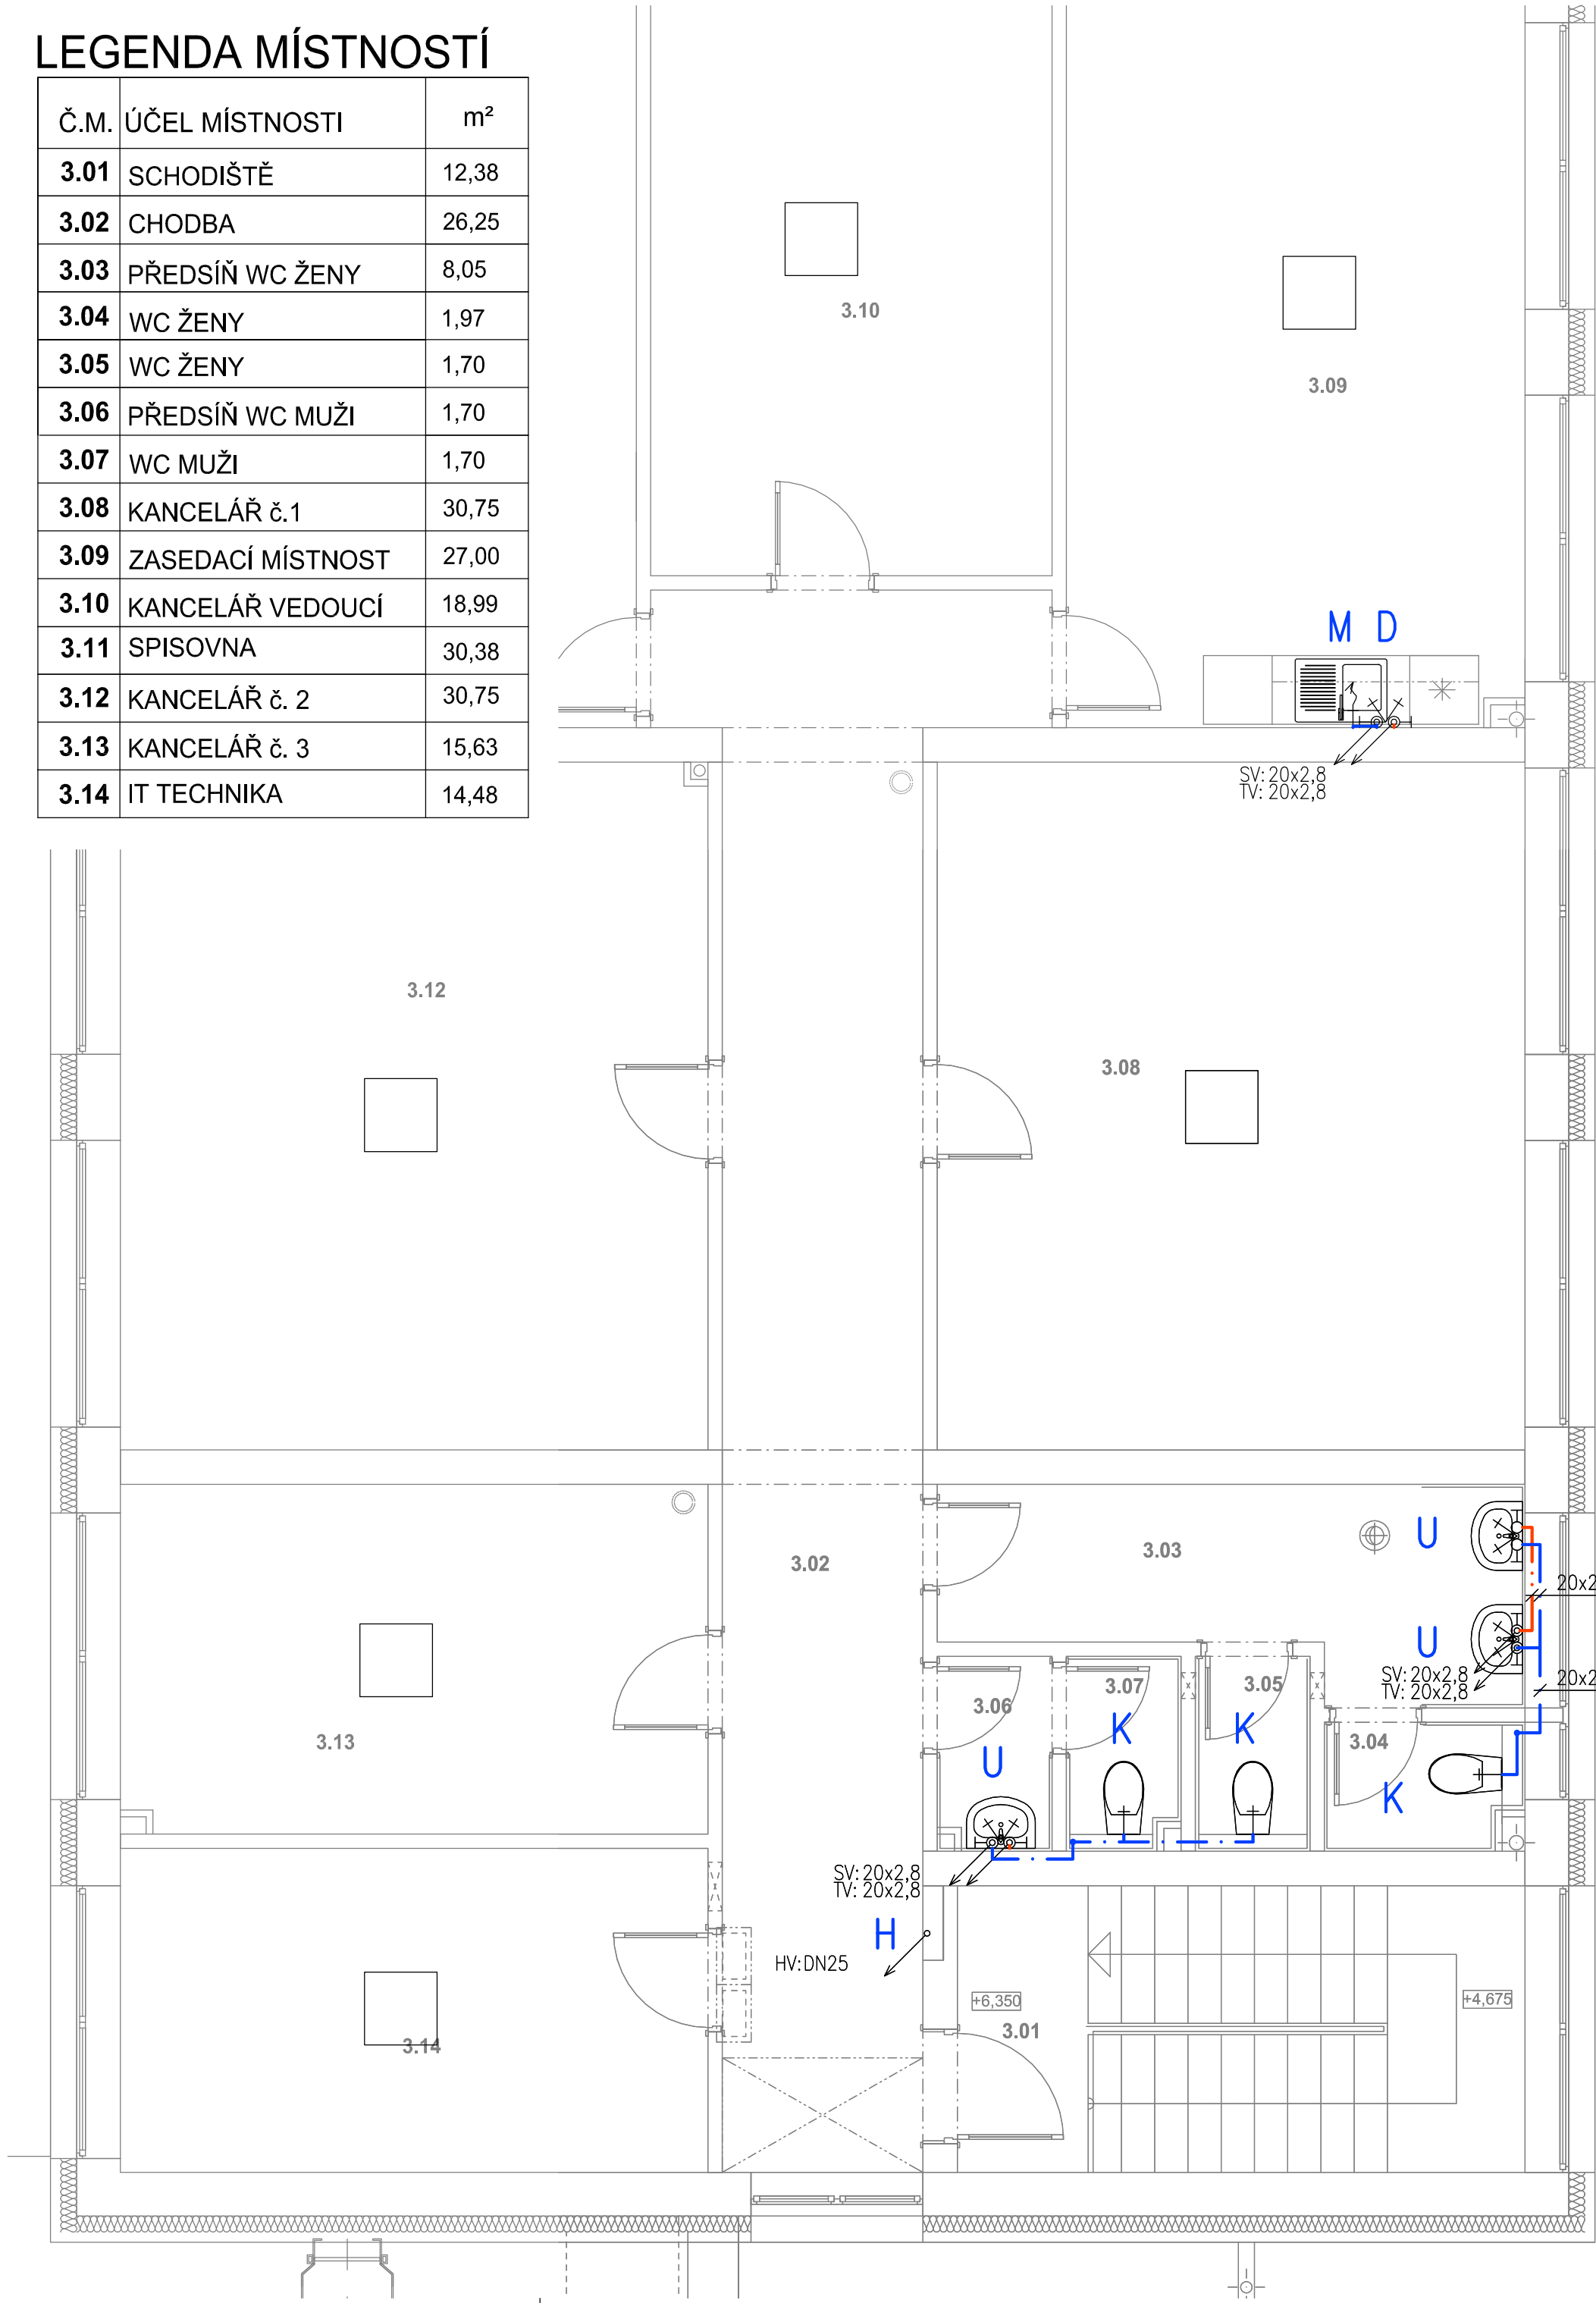 LEGENDA MÍSTNOSTÍ
Č.M. ÚČEL MÍSTNOSTI m²
3.01 SCHODIŠTĚ 12,38
3.02 CHODBA 26,25
3.03 PŘEDSÍŇ WC ŽENY 8,05
3.04 WC ŽENY 1,97
3.05 WC ŽENY 1,70
3.06 PŘEDSÍŇ WC MUŽI 1,70
3.07 WC MUŽI 1,70
3.08 KANCELÁŘ č.1 30,75
3.09 ZASEDACÍ MÍSTNOST 27,00
3.10 KANCELÁŘ VEDOUCÍ 18,99
3.11 SPISOVNA 30,38
3.12 KANCELÁŘ č. 2 30,75
3.13 KANCELÁŘ č. 3 15,63
3.14 IT TECHNIKA 14,48
3.10
3.09
M D
SV: 20x2,8
TV: 20x2,8
3.12
3.08
3.02
3.03
U
20x2
U
SV: 20x2,8
TV: 20x2,8
20x2
3.13
3.06
3.07
3.05
3.04
U
K
K
K
SV: 20x2,8
TV: 20x2,8
H
HV:DN25
+6,350
+4,675
3.01
3.14